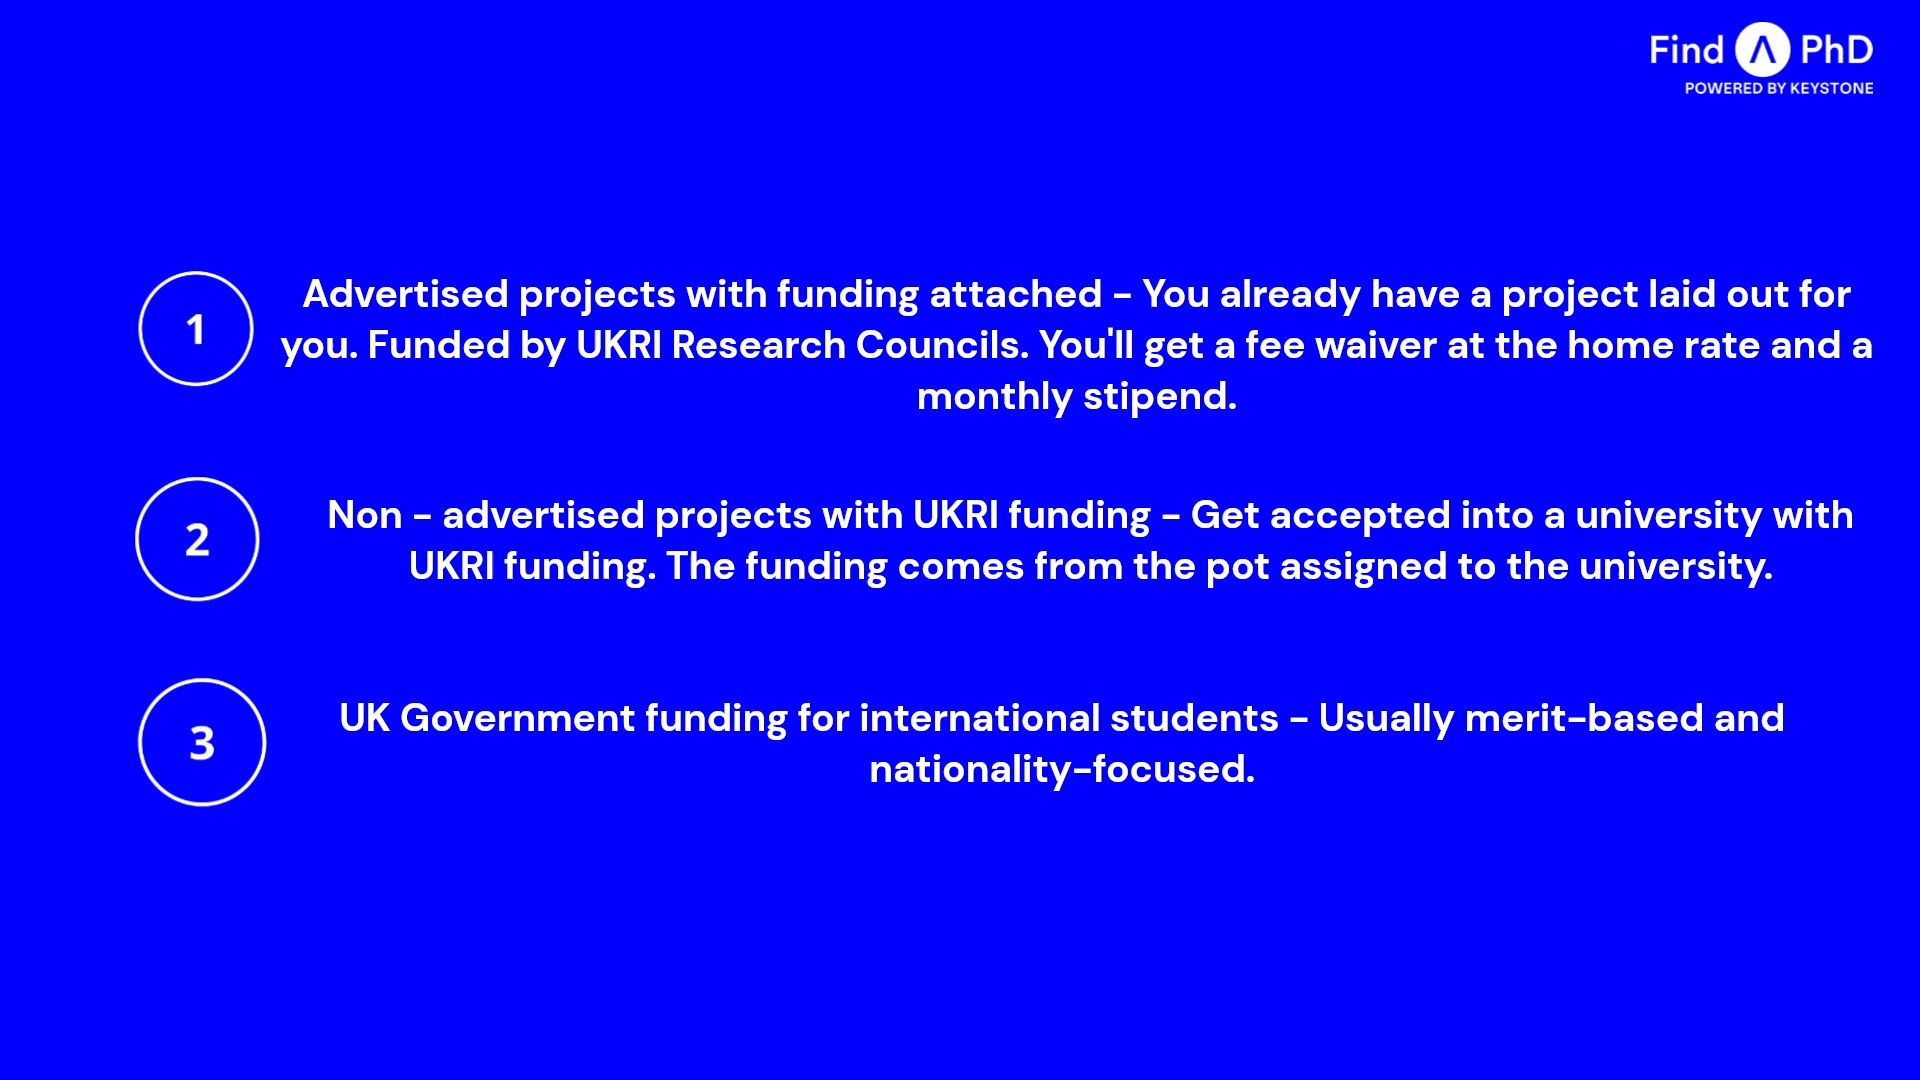 Find A PhD
POWERED BY KEYSTONE
1
Advertised projects with funding attached - You already have a project laid out for
you. Funded by UKRI Research Councils. You'll get a fee waiver at the home rate and a
monthly stipend.
2
Non - advertised projects with UKRI funding - Get accepted into a university with
UKRI funding. The funding comes from the pot assigned to the university.
3
UK Government funding for international students - Usually merit-based and
nationality-focused.